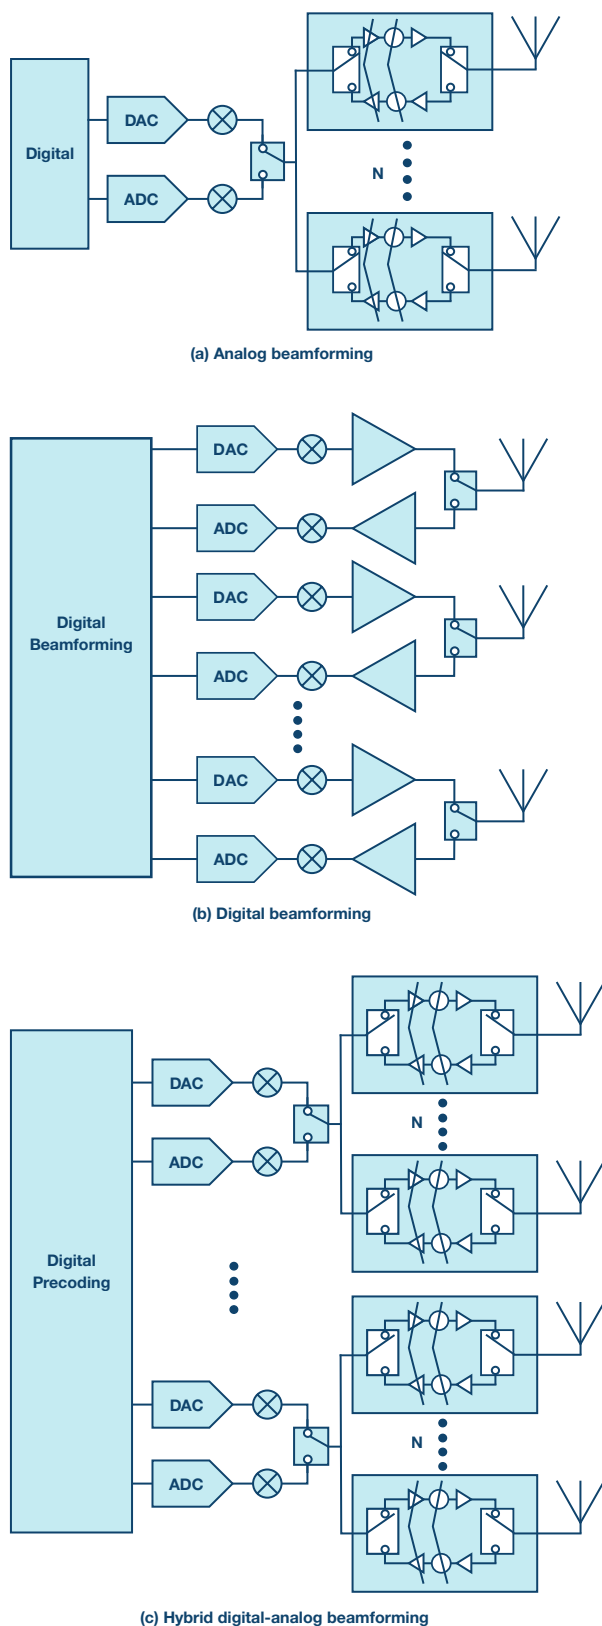 DAC
Digital
ADC
N
(a) Analog beamforming
DAC
ADC
DAC
Digital
Beamforming
ADC
DAC
ADC
(b) Digital beamforming
DAC
N
ADC
Digital
Precoding
DAC
N
ADC
(c) Hybrid digital-analog beamforming